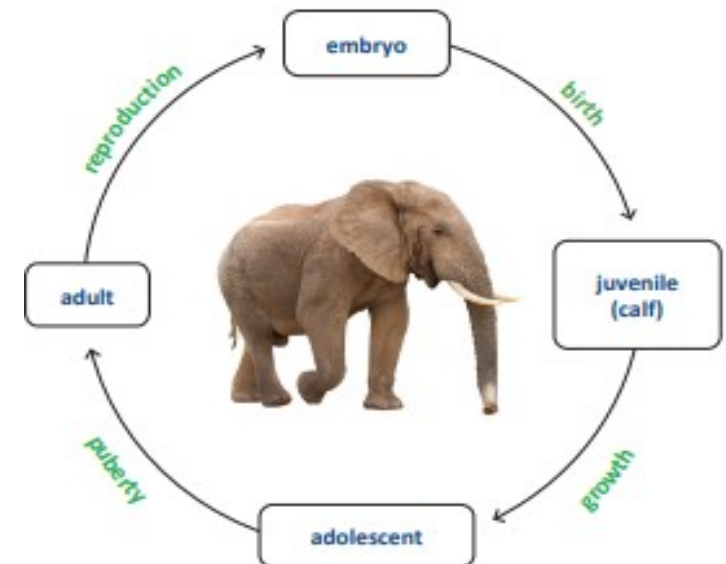 embryo
birth
juvenile
(calf)
growth
adolescent
puberty
adult
reproduction